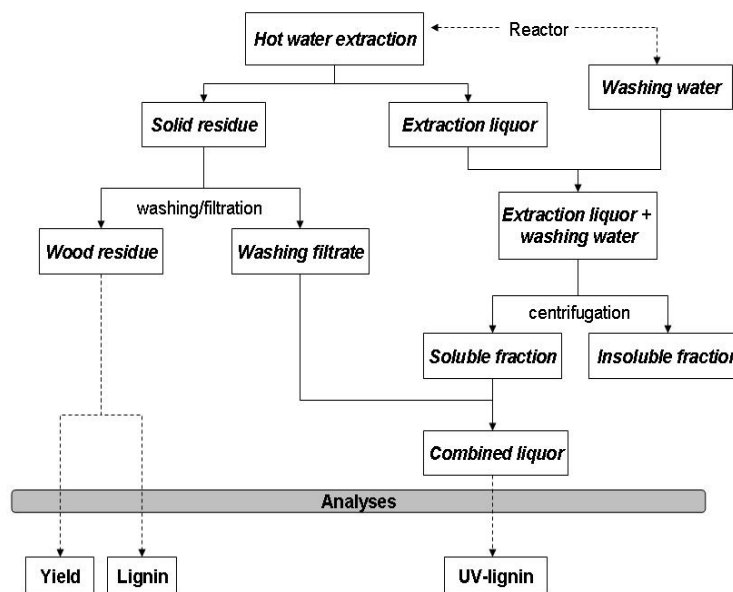 Hot water extraction
Reactor
Washing water
Solid residue
Extraction liquor
washing/filtration
Extraction liquor +
washing water
Wood residue
Washing filtrate
centrifugation
Soluble fraction
Insoluble fraction
Combined liquor
Analyses
Yield
Lignin
UV-lignin